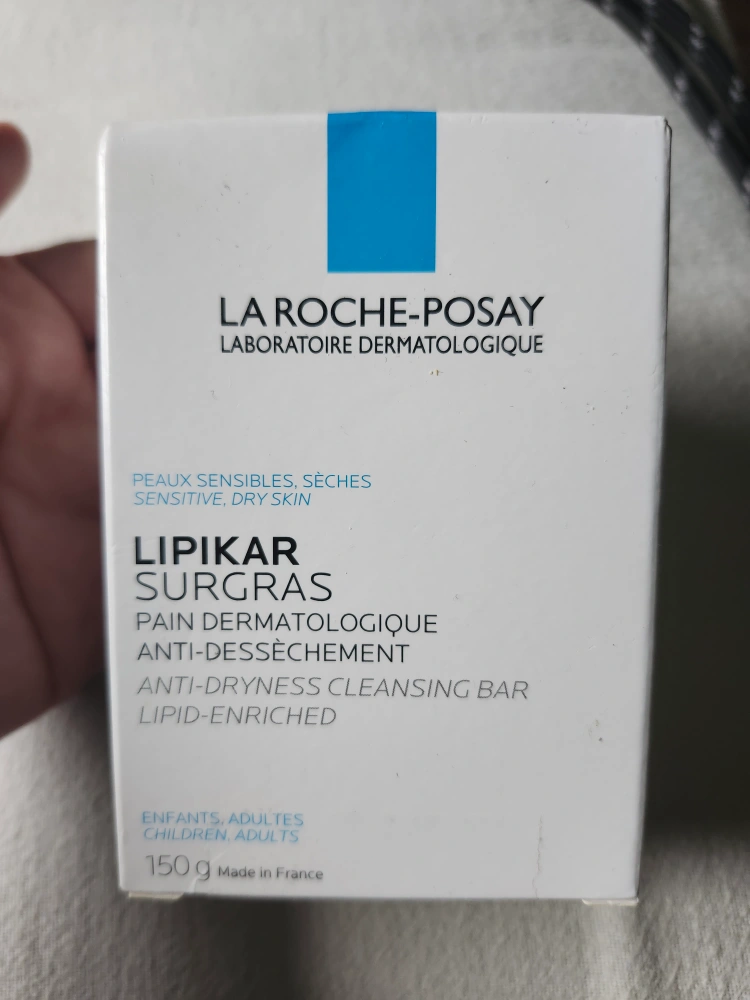 LA ROCHE-POSAY
LABORATOIRE DERMATOLOGIQUE
PEAUX SENSIBLES, SÈCHES
SENSITIVE, DRY SKIN
LIPIKAR
SURGRAS
PAIN DERMATOLOGIQUE
ANTI-DESSÈCHEMENT
ANTI-DRYNESS CLEANSING BAR
LIPID-ENRICHED
ENFANTS, ADULTES
CHILDREN, ADULTS
150 g Made in France